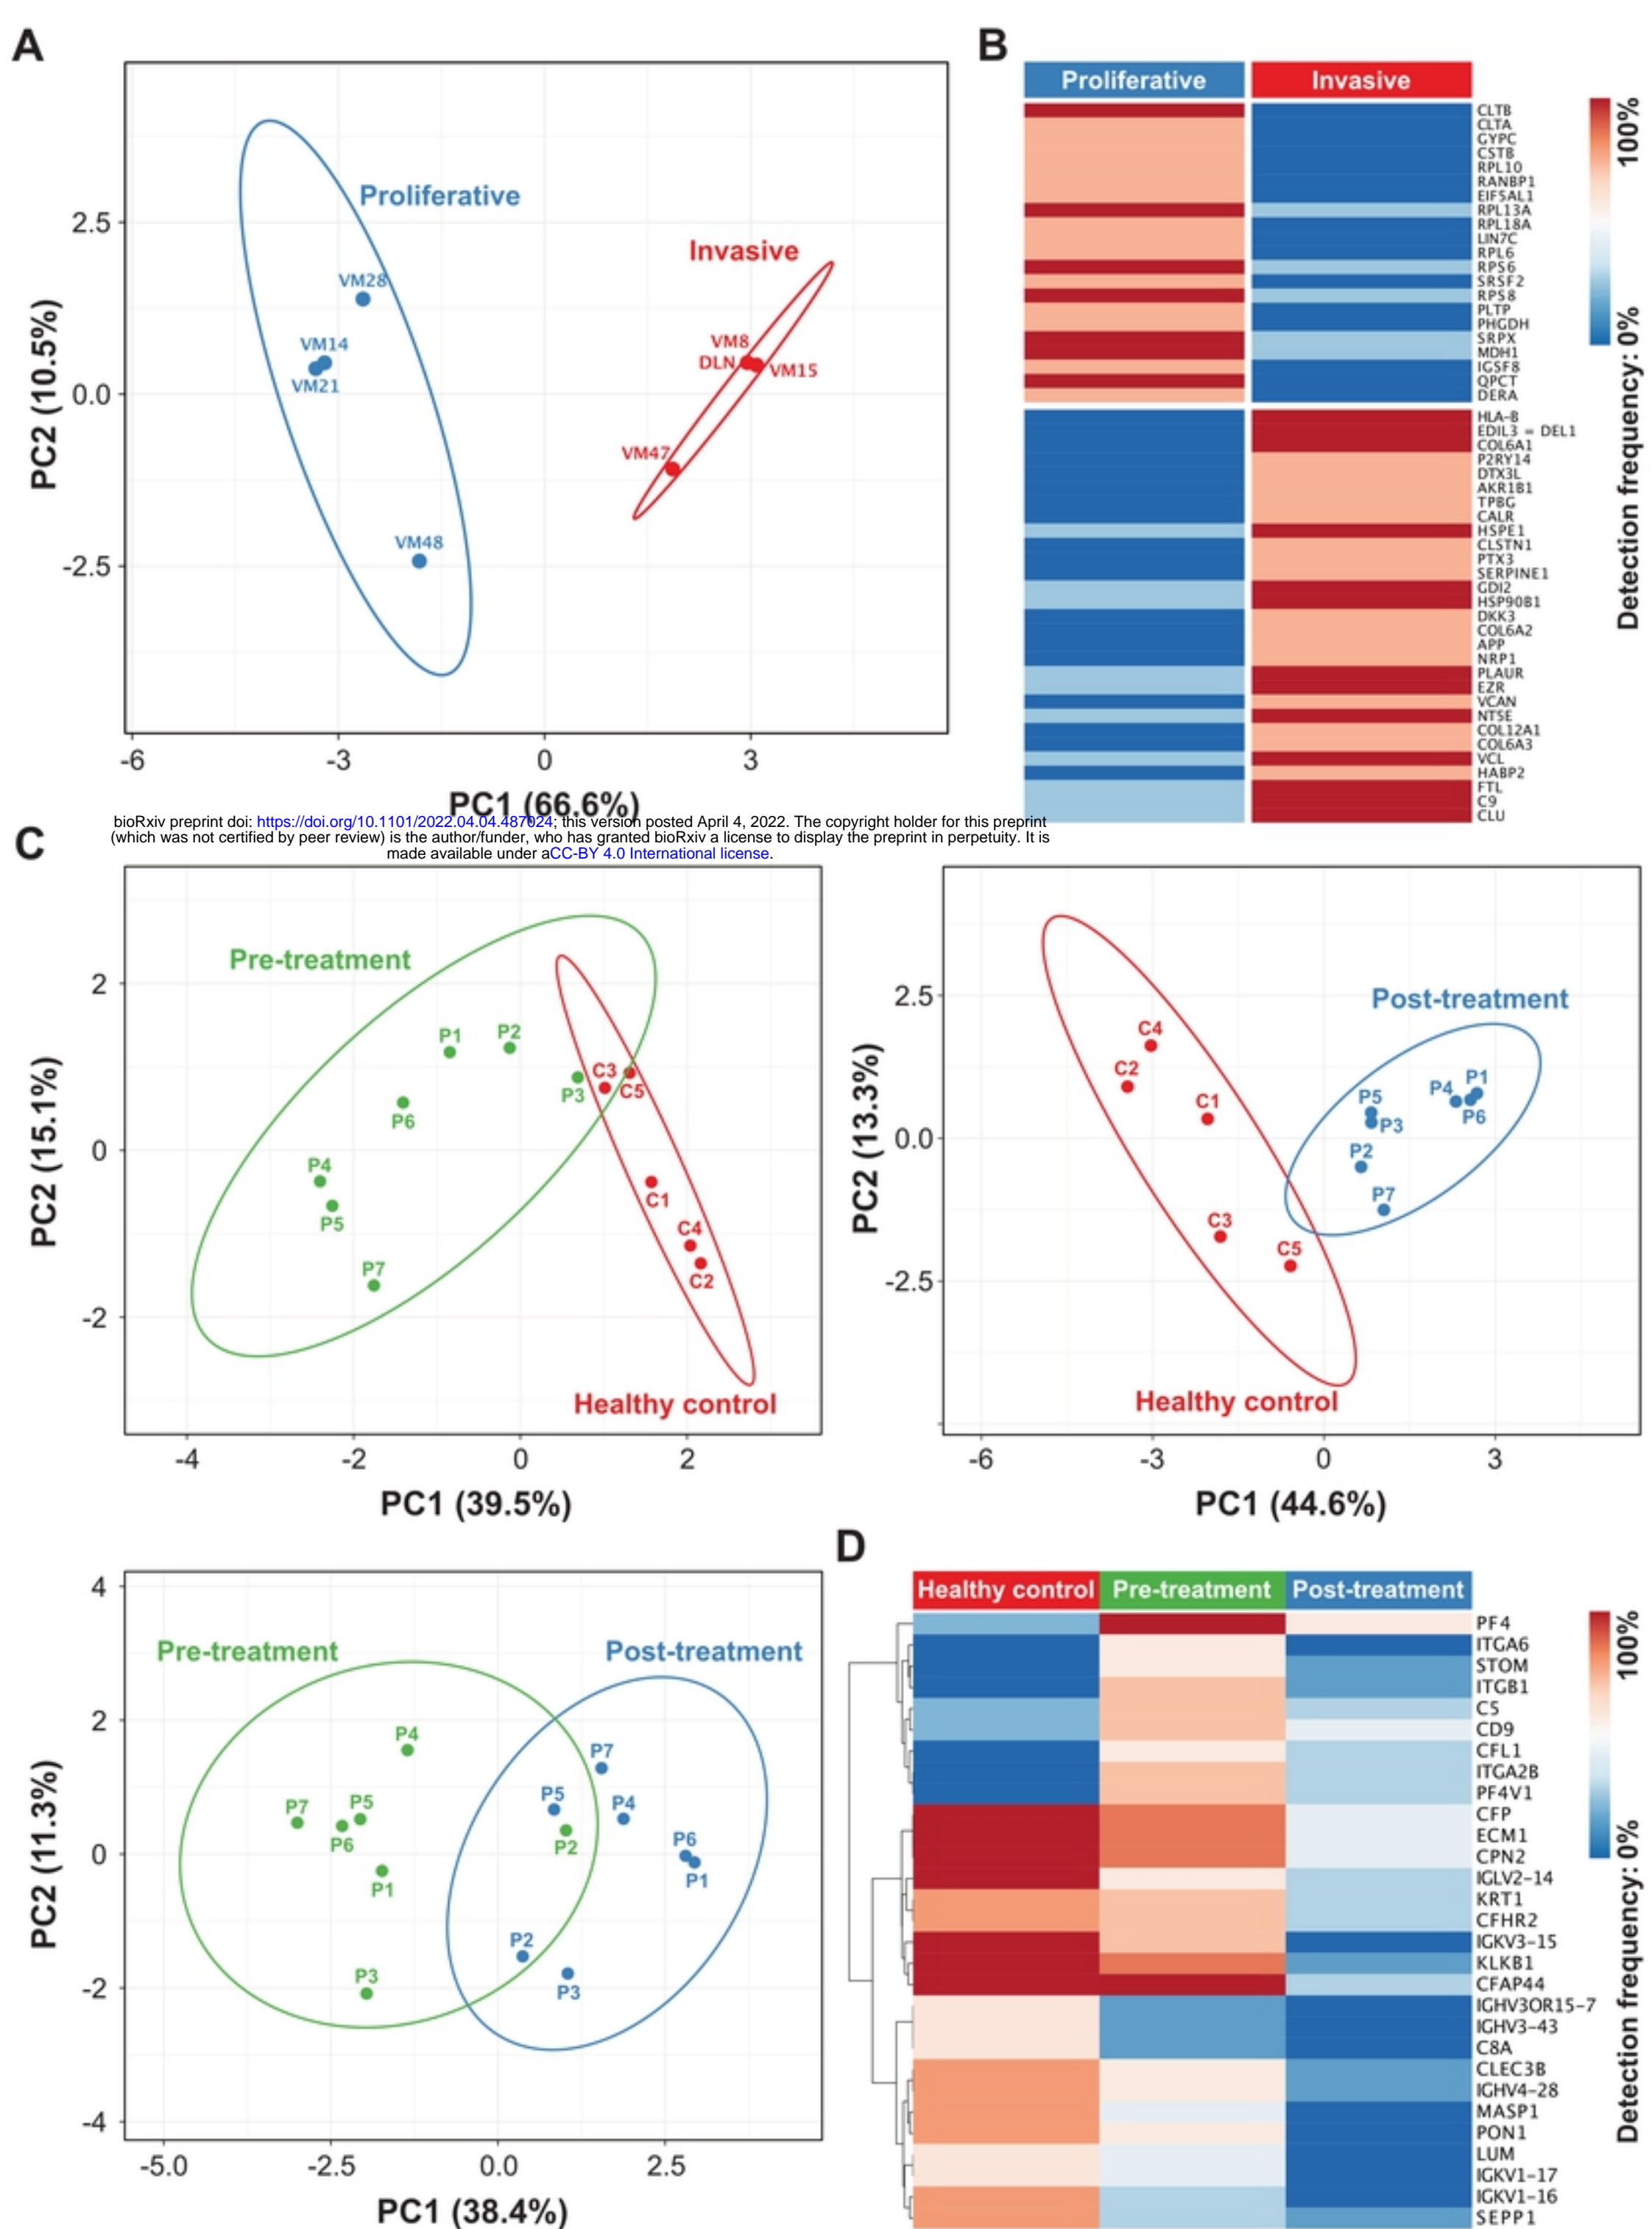 A
Proliferative
Invasive
VM28
VM14
VM21
VM48
VM8
DLN
VM15
VM47
2.5
0.0
-2.5
-6
-3
0
3
PC1 (66.6%)
PC2 (10.5%)
B
Proliferative
Invasive
CLTB
CLTA
GYPC
CSTB
RPL10
RANBP1
EIF5AL1
RPL13A
RPL18A
LIN7C
RPL6
RPS6
SRSF2
RPS8
PLTP
PHGDH
SRPX
MDH1
IGSF8
QPCT
DERA
HLA-B
EDIL3 = DEL1
COL6A1
P2RY14
DTX3L
AKR1B1
TPBG
CALR
HSPE1
CLSTN1
PTX3
SERPINE1
GDI2
HSP90B1
DKK3
COL6A2
APP
NRP1
PLAUR
EZR
VCAN
NT5E
COL12A1
COL6A3
VCL
HABP2
FTL
C9
CLU
Detection frequency: 0%
100%
bioRxiv preprint doi: https://doi.org/10.1101/2022.04.04.487024; this version posted April 4, 2022. The copyright holder for this preprint
(which was not certified by peer review) is the author/funder, who has granted bioRxiv a license to display the preprint in perpetuity. It is
made available under aCC-BY 4.0 International license.
C
Pre-treatment
P1
P2
P3
P6
P4
P5
P7
C3
C5
C1
C4
C2
Healthy control
2
0
-2
-4
-2
0
2
PC1 (39.5%)
PC2 (15.1%)
Post-treatment
C4
C2
C1
C3
C5
P5
P3
P4
P1
P6
P2
P7
Healthy control
2.5
0.0
-2.5
-6
-3
0
3
PC1 (44.6%)
PC2 (13.3%)
Pre-treatment
Post-treatment
P4
P7
P5
P6
P1
P2
P3
P7
P5
P4
P6
P1
P2
P3
4
2
0
-2
-4
-5.0
-2.5
0.0
2.5
PC1 (38.4%)
PC2 (11.3%)
D
Healthy control
Pre-treatment
Post-treatment
PF4
ITGA6
STOM
ITGB1
C5
CD9
CFL1
ITGA2B
PF4V1
CFP
ECM1
CPN2
IGLV2-14
KRT1
CFHR2
IGKV3-15
KLKB1
CFAP44
IGHV3OR15-7
IGHV3-43
C8A
CLEC3B
IGHV4-28
MASP1
PON1
LUM
IGKV1-17
IGKV1-16
SEPP1
Detection frequency: 0%
100%